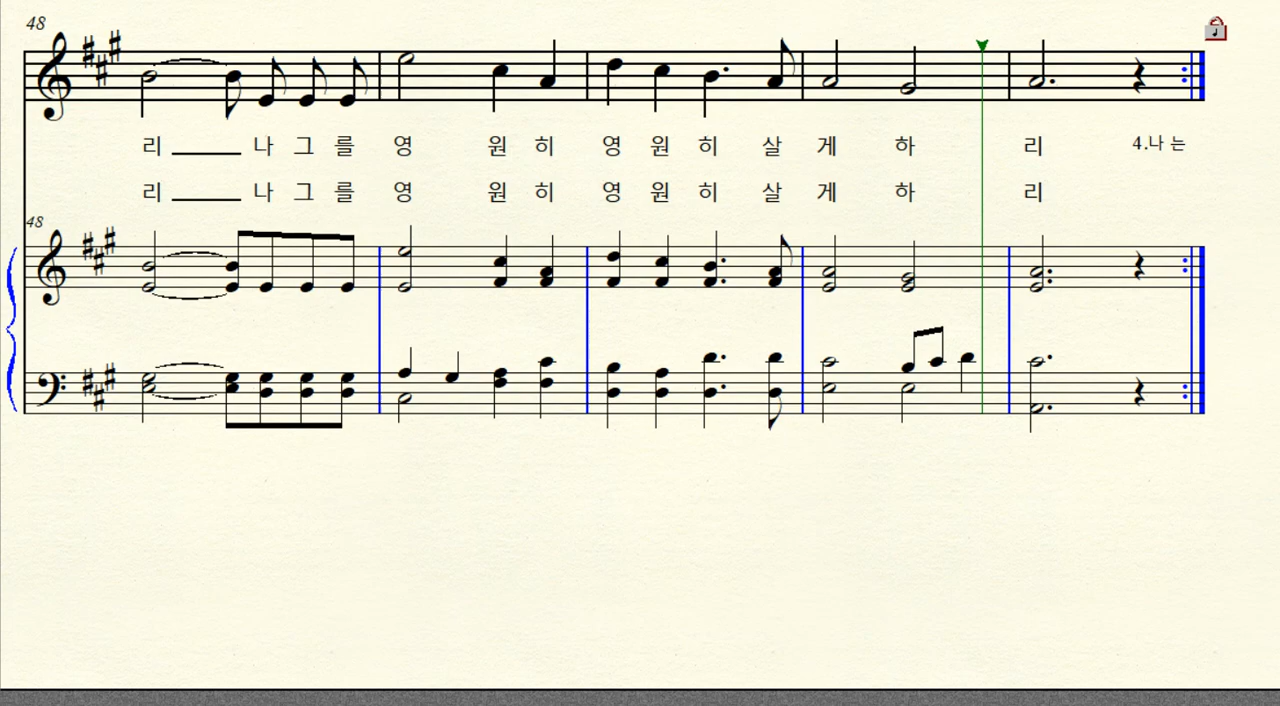 48
리 나 그 를 영 원 히 영 원 히 살 게 하 리 4.나 는
리 나 그 를 영 원 히 영 원 히 살 게 하 리
48